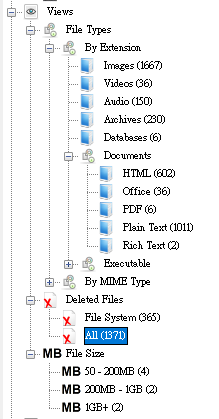 Views
File Types
By Extension
Images (1667)
Videos (36)
Audio (150)
Archives (230)
Databases (6)
Documents
HTML (602)
Office (36)
PDF (6)
Plain Text (1011)
Rich Text (2)
Executable
By MIME Type
Deleted Files
File System (365)
All (1371)
MB File Size
MB 50 - 200MB (4)
MB 200MB - 1GB (2)
MB 1GB+ (2)